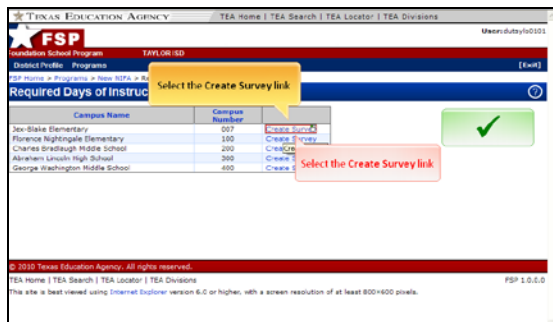 TEXAS EDUCATION AGENCY TEA Home | TEA Search | TEA Locator | TEA Divisions
FSP User: dutaylo0101
Foundation School Program TAYLOR ISD
District Profile Programs [Exit]
FSP Home > Programs > New NIFA > Re
Required Days of Instruc
Select the Create Survey link
Campus Name Campus Number
Jex-Blake Elementary 007 Create Survey
Florence Nightingale Elementary 100 Create Survey
Charles Bradlaugh Middle School 200 Crea Cre
Abraham Lincoln High School 300 Create S
George Washington Middle School 400 Create S
Select the Create Survey link
© 2010 Texas Education Agency. All rights reserved.
TEA Home | TEA Search | TEA Locator | TEA Divisions FSP 1.0.0.0
This site is best viewed using Internet Explorer version 6.0 or higher, with a screen resolution of at least 800×600 pixels.